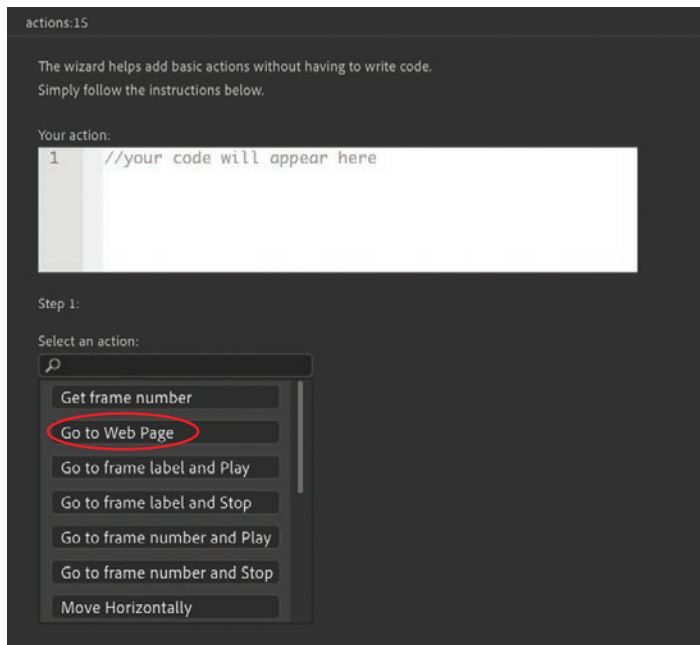 actions:15
The wizard helps add basic actions without having to write code.
Simply follow the instructions below.
Your action:
1 //your code will appear here
Step 1:
Select an action:
Get frame number
Go to Web Page
Go to frame label and Play
Go to frame label and Stop
Go to frame number and Play
Go to frame number and Stop
Move Horizontally